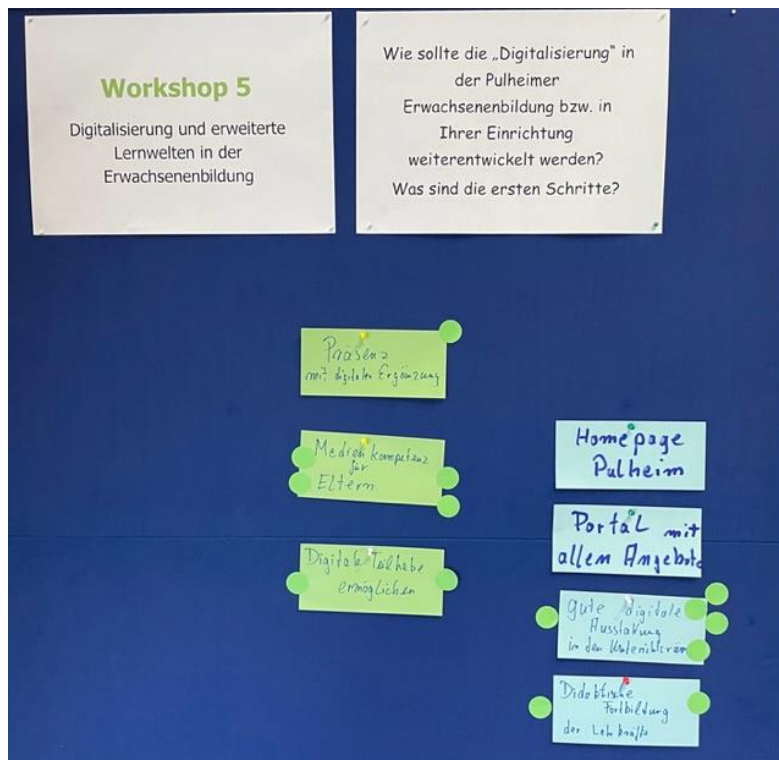 Workshop 5
Digitalisierung und erweiterte
Lernwelten in der
Erwachsenenbildung
Wie sollte die „Digitalisierung" in
der Pulheimer
Erwachsenenbildung bzw. in
Ihrer Einrichtung
weiterentwickelt werden?
Was sind die ersten Schritte?
Präsenz
mit digitaler Ergänzung
Medienkompetenz
für
Eltern
Digitale Teilhabe
ermöglichen
Homepage
Pulheim
Portal mit
allen Angebote
gute digitale
Ausstattung
in den
Didaktische
Fortbildung
der Lehrkräfte